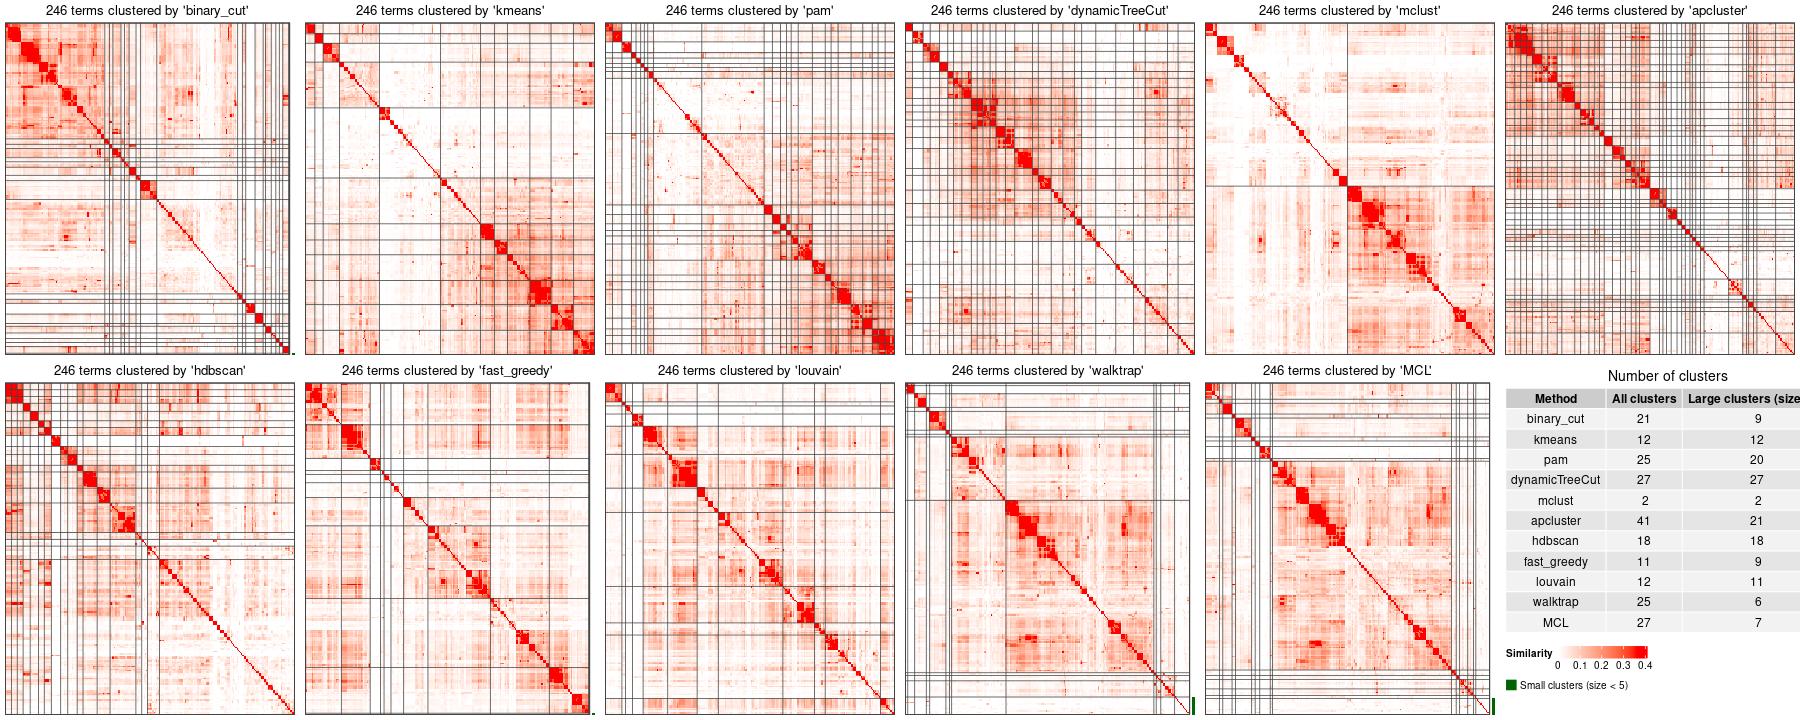 246 terms clustered by 'binary_cut'
246 terms clustered by 'kmeans'
246 terms clustered by 'pam'
246 terms clustered by 'dynamicTreeCut'
246 terms clustered by 'mclust'
246 terms clustered by 'apcluster'
246 terms clustered by 'hdbscan'
246 terms clustered by 'fast_greedy'
246 terms clustered by 'louvain'
246 terms clustered by 'walktrap'
246 terms clustered by 'MCL'
Number of clusters
Method All clusters Large clusters (size
binary_cut 21 9
kmeans 12 12
pam 25 20
dynamicTreeCut 27 27
mclust 2 2
apcluster 41 21
hdbscan 18 18
fast_greedy 11 9
louvain 12 11
walktrap 25 6
MCL 27 7
Similarity
0 0.1 0.2 0.3 0.4
Small clusters (size < 5)